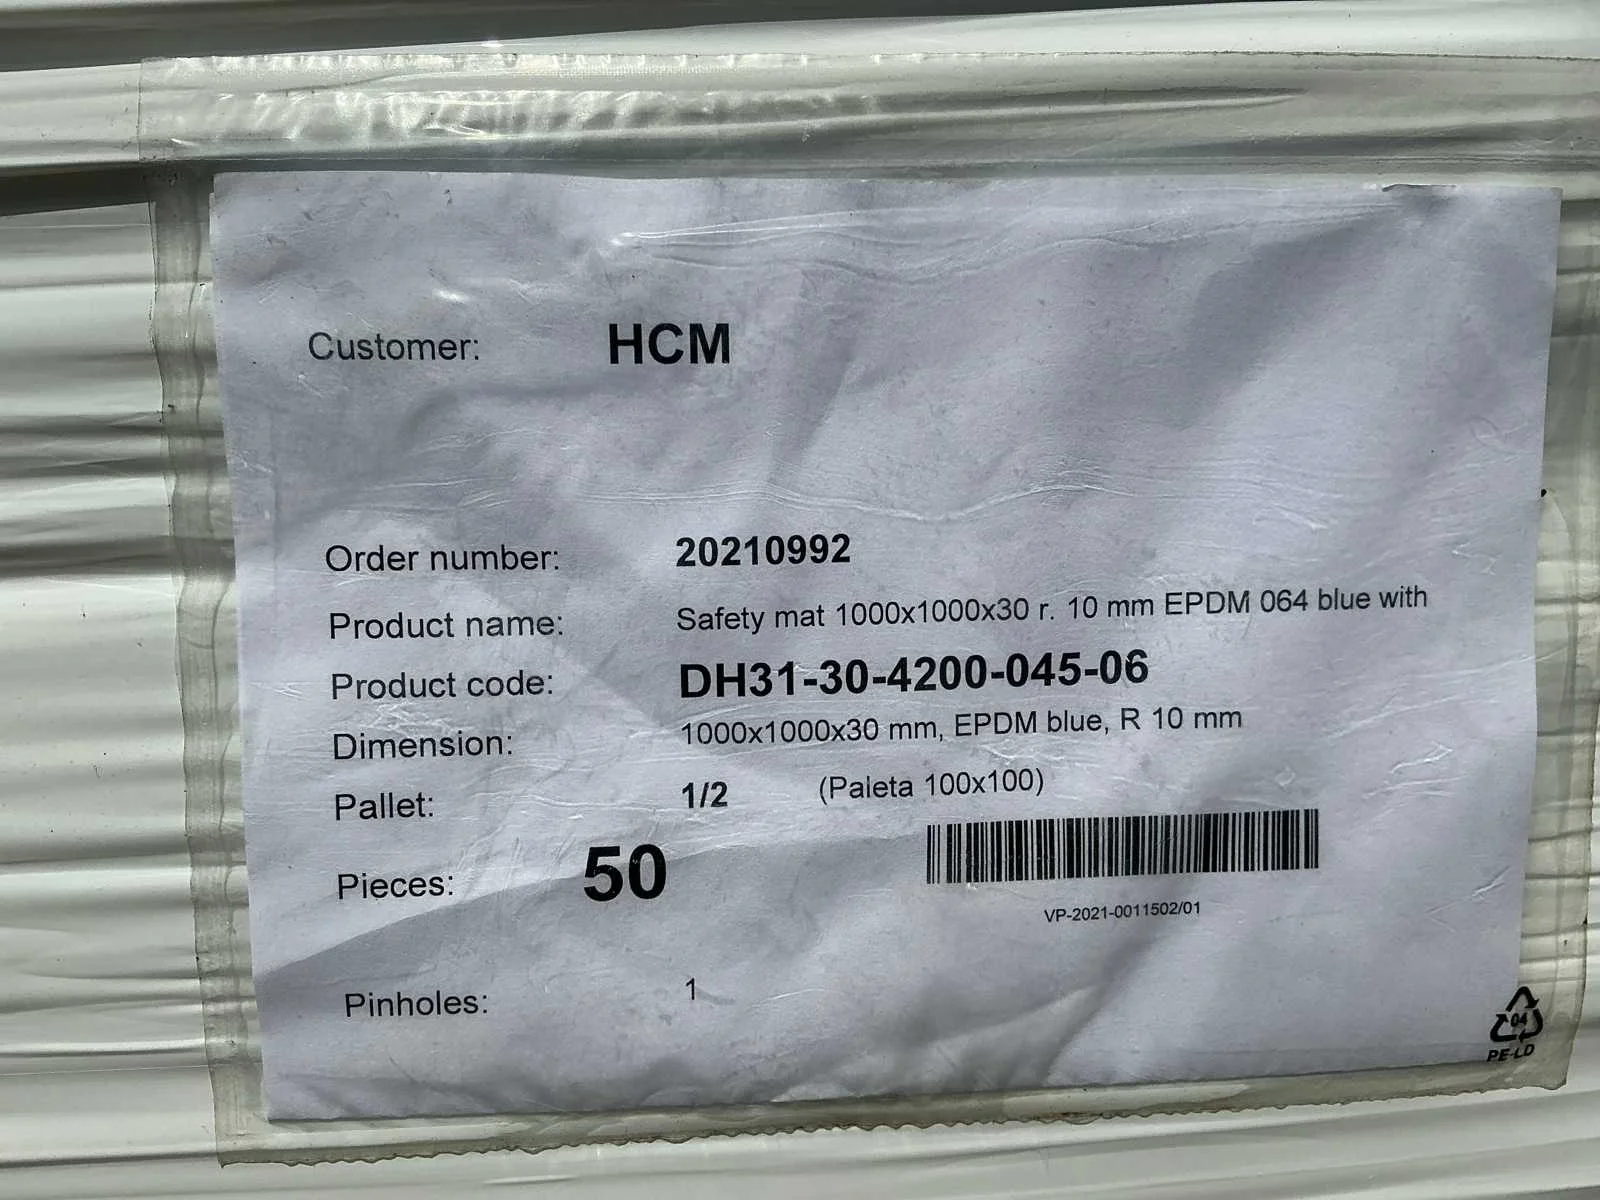 Customer: HCM
Order number: 20210992
Product name: Safety mat 1000x1000x30 r. 10 mm EPDM 064 blue with
Product code: DH31-30-4200-045-06
Dimension: 1000x1000x30 mm, EPDM blue, R 10 mm
Pallet: 1/2 (Paleta 100x100)
Pieces: 50
VP-2021-0011502/01
Pinholes: 1
04
PE-LD